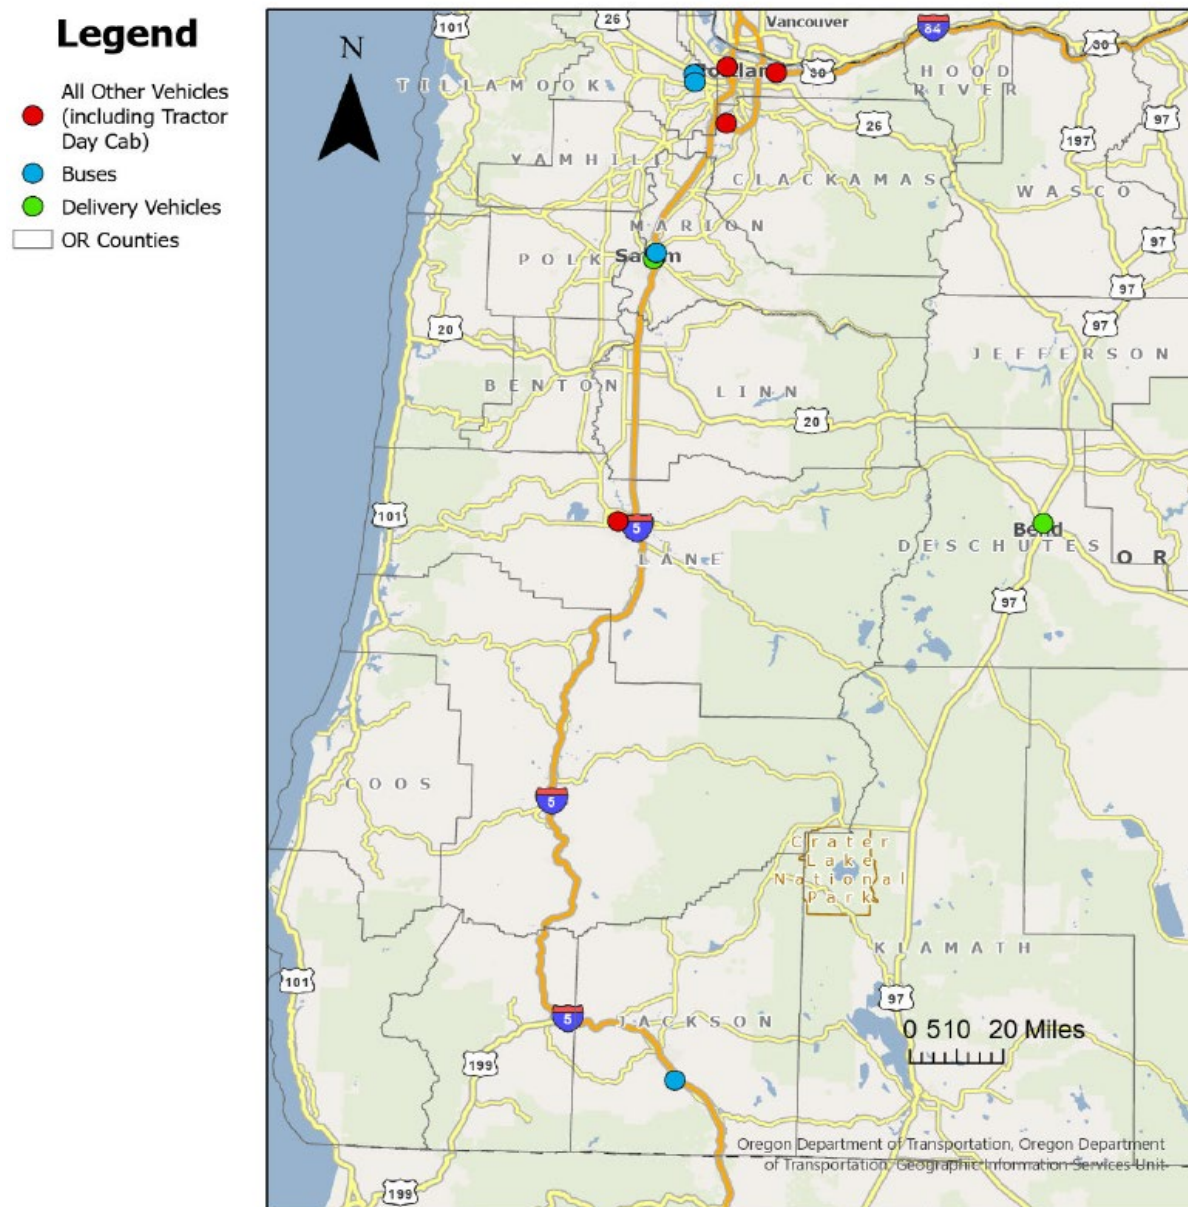 Legend
All Other Vehicles
(including Tractor
Day Cab)
Buses
Delivery Vehicles
OR Counties
N
101
26
Vancouver
84
30
Portland
30
HOOD
RIVER
TILLAMOOK
26
197
97
YAMHILL
CLACKAMAS
WASCO
MARION
97
POLK
Salem
97
20
97
JEFFERSON
BENTON
LINN
20
101
5
Bend
LANE
DESCHUTES
OR
97
COOS
5
Crater
Lake
National
Park
KLAMATH
101
97
5
JACKSON
0 510 20 Miles
199
Oregon Department of Transportation, Oregon Department
of Transportation, Geographic Information Services Unit
199